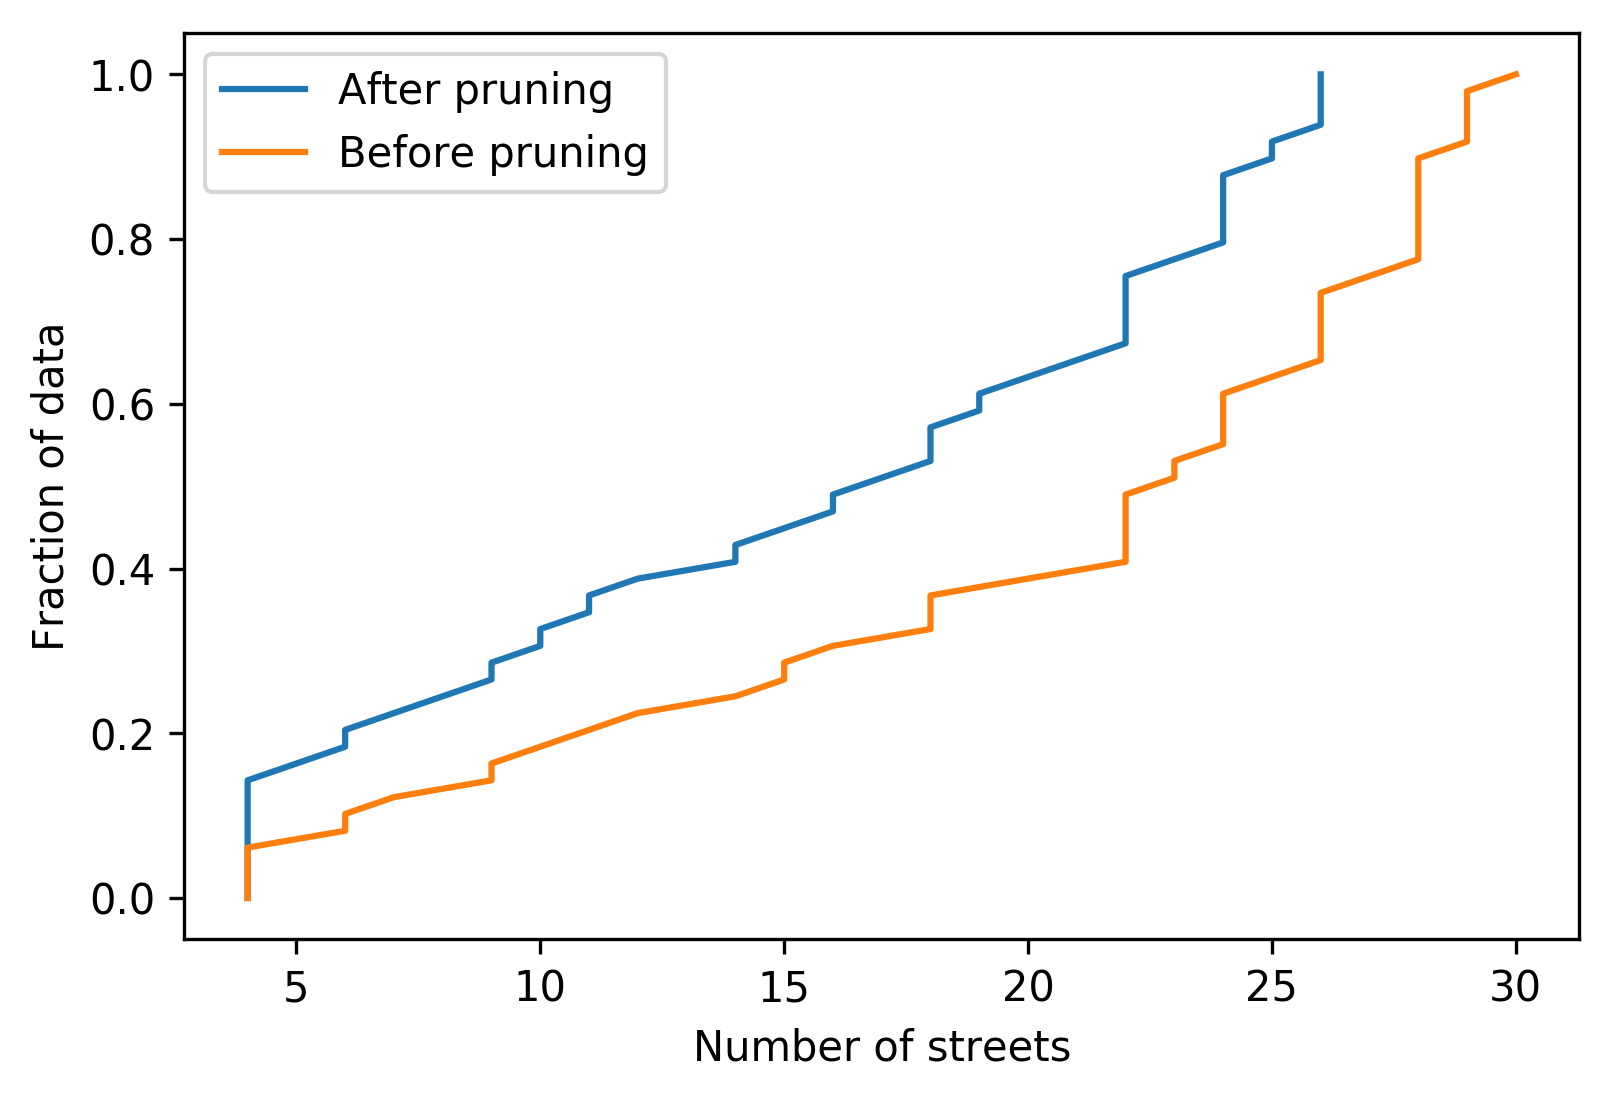 After pruning
Before pruning
1.0
0.8
0.6
0.4
0.2
0.0
Fraction of data
5 10 15 20 25 30
Number of streets